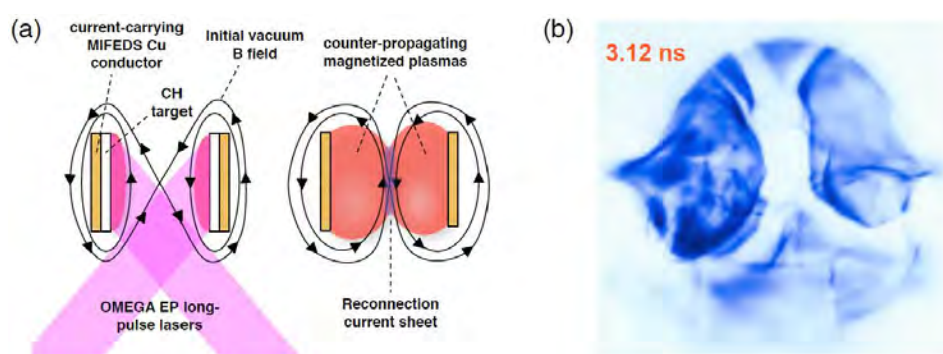 (a)
current-carrying
MIFEDS Cu
conductor
Initial vacuum
B field
CH
target
OMEGA EP long-
pulse lasers
counter-propagating
magnetized plasmas
Reconnection
current sheet
(b)
3.12 ns